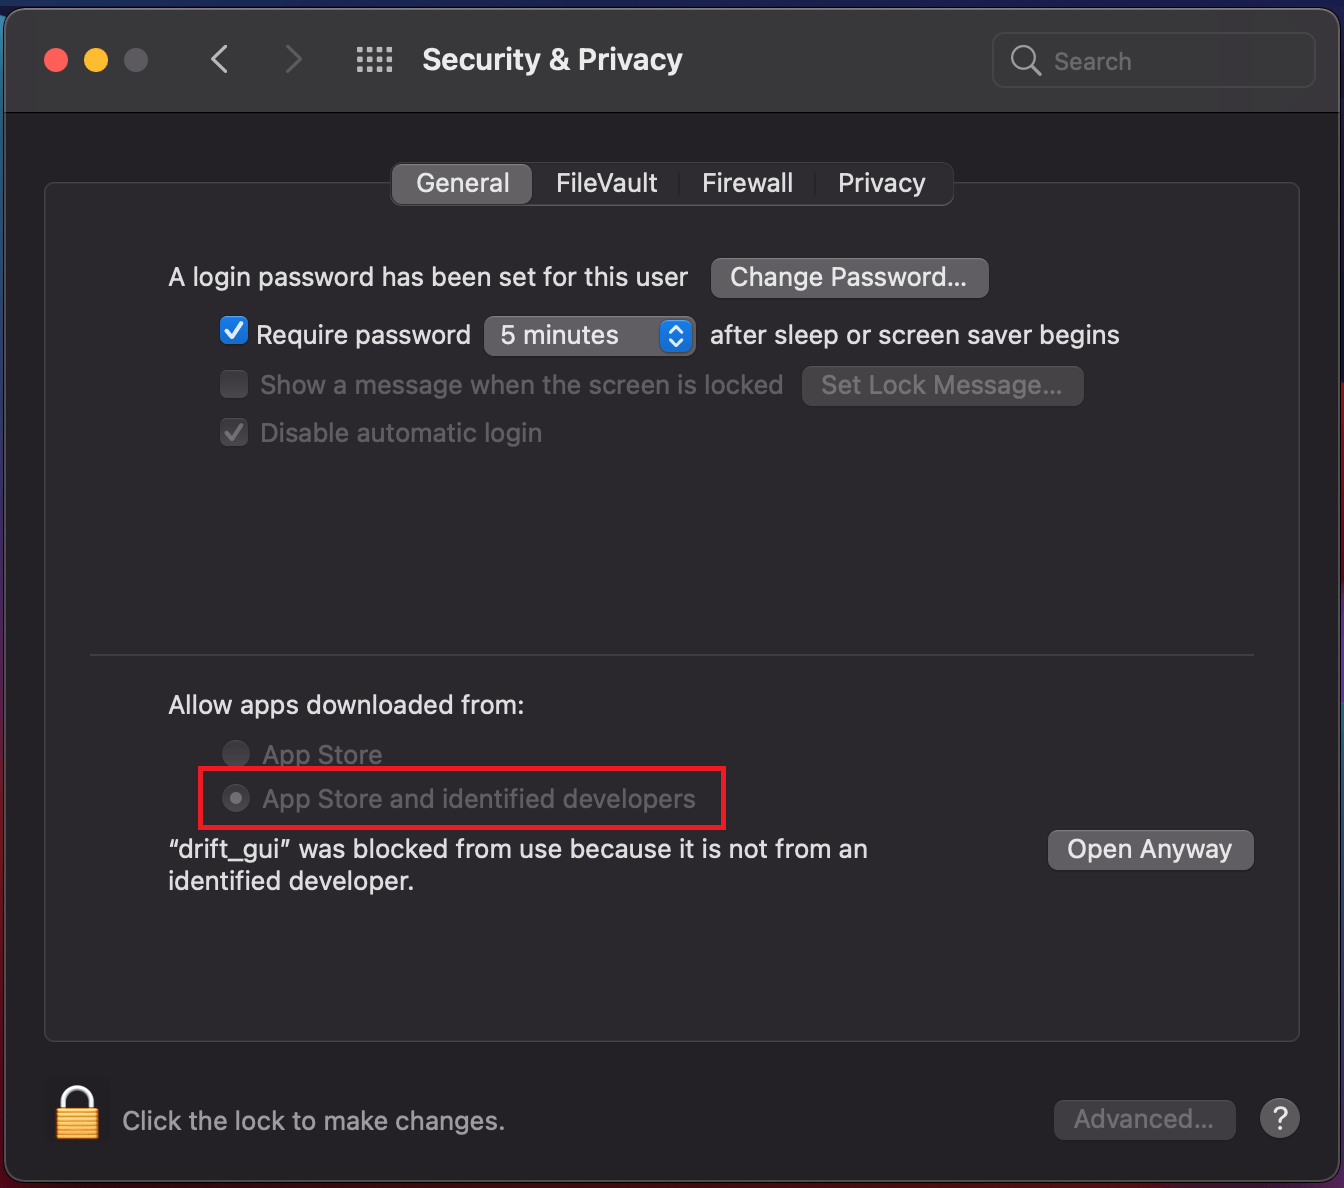 Security & Privacy
Search
General FileVault Firewall Privacy
A login password has been set for this user Change Password...
Require password 5 minutes after sleep or screen saver begins
Show a message when the screen is locked Set Lock Message...
Disable automatic login
Allow apps downloaded from:
App Store
App Store and identified developers
“drift_gui” was blocked from use because it is not from an Open Anyway
identified developer.
Click the lock to make changes. Advanced... ?